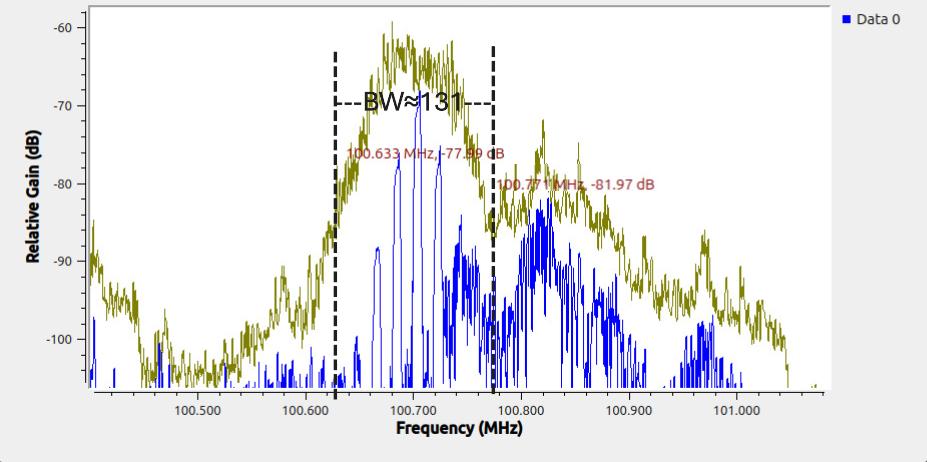 Data 0
-60
-70
-80
-90
-100
Relative Gain (dB)
BW≈131
100.633 MHz, -77.99 dB
100.771 MHz, -81.97 dB
100.500
100.600
100.700
100.800
100.900
101.000
Frequency (MHz)